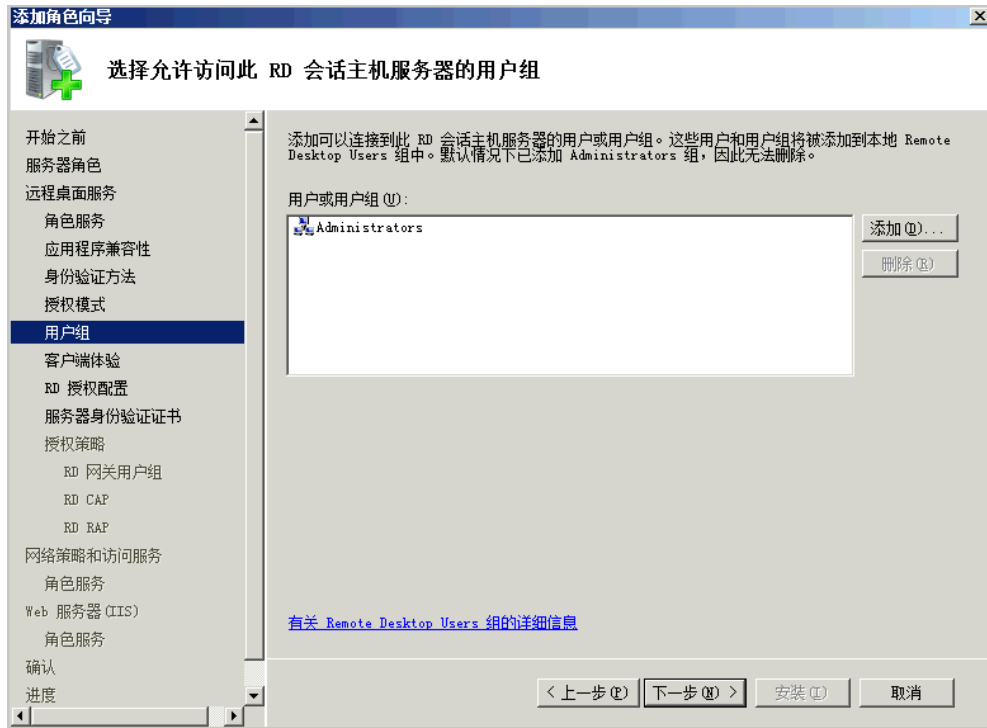 添加角色向导
选择允许访问此 RD 会话主机服务器的用户组
开始之前
服务器角色
远程桌面服务
角色服务
应用程序兼容性
身份验证方法
授权模式
用户组
客户端体验
RD 授权配置
服务器身份验证证书
授权策略
RD 网关用户组
RD CAP
RD RAP
网络策略和访问服务
角色服务
Web 服务器(IIS)
角色服务
确认
进度
添加可以连接到此 RD 会话主机服务器的用户或用户组。这些用户和用户组将被添加到本地 Remote
Desktop Users 组中。默认情况下已添加 Administrators 组，因此无法删除。
用户或用户组(U):
Administrators
添加(D)...
删除(R)
有关 Remote Desktop Users 组的详细信息
< 上一步(P)
下一步(N) >
安装(I)
取消